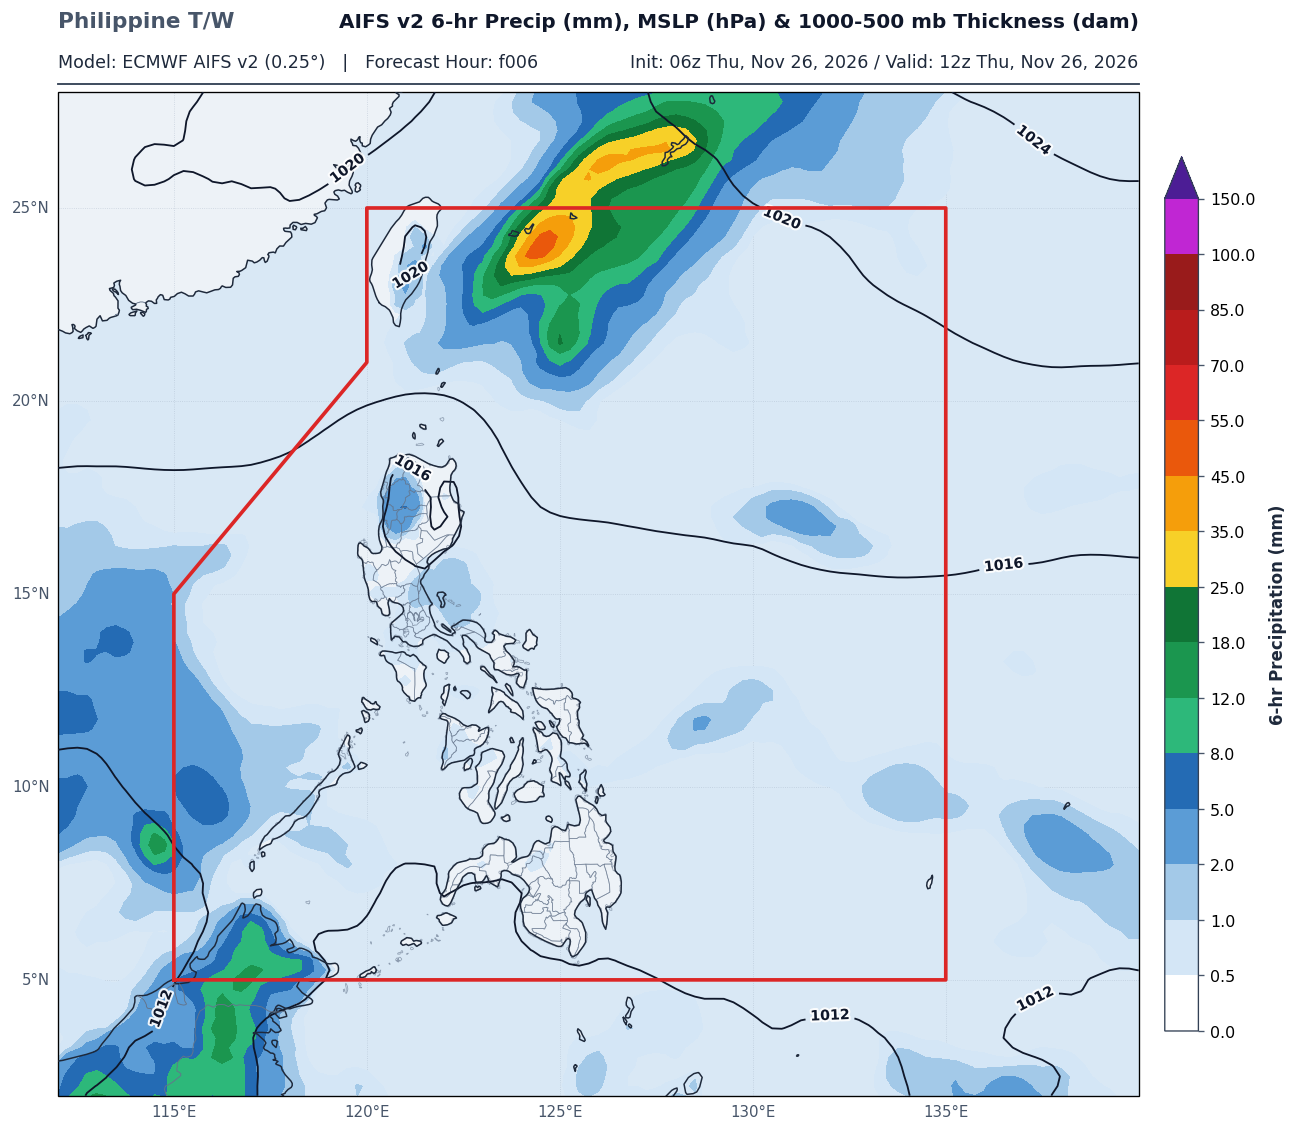 Philippine T/W
AIFS v2 6-hr Precip (mm), MSLP (hPa) & 1000-500 mb Thickness (dam)
Model: ECMWF AIFS v2 (0.25°)   |   Forecast Hour: f006
Init: 06z Thu, Nov 26, 2026 / Valid: 12z Thu, Nov 26, 2026
1020
1024
1020
1020
1016
1016
1012
1012
1012
25°N
20°N
15°N
10°N
5°N
115°E
120°E
125°E
130°E
135°E
150.0
100.0
85.0
70.0
55.0
45.0
35.0
25.0
18.0
12.0
8.0
5.0
2.0
1.0
0.5
0.0
6-hr Precipitation (mm)